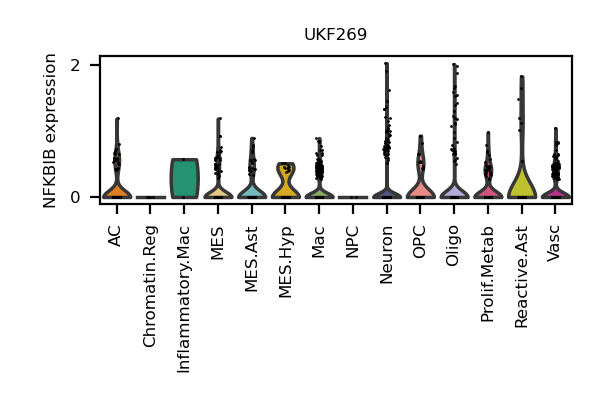 UKF269
NFKBIB expression
2
0
AC
Chromatin.Reg
Inflammatory.Mac
MES
MES.Ast
MES.Hyp
Mac
NPC
Neuron
OPC
Oligo
Prolif.Metab
Reactive.Ast
Vasc